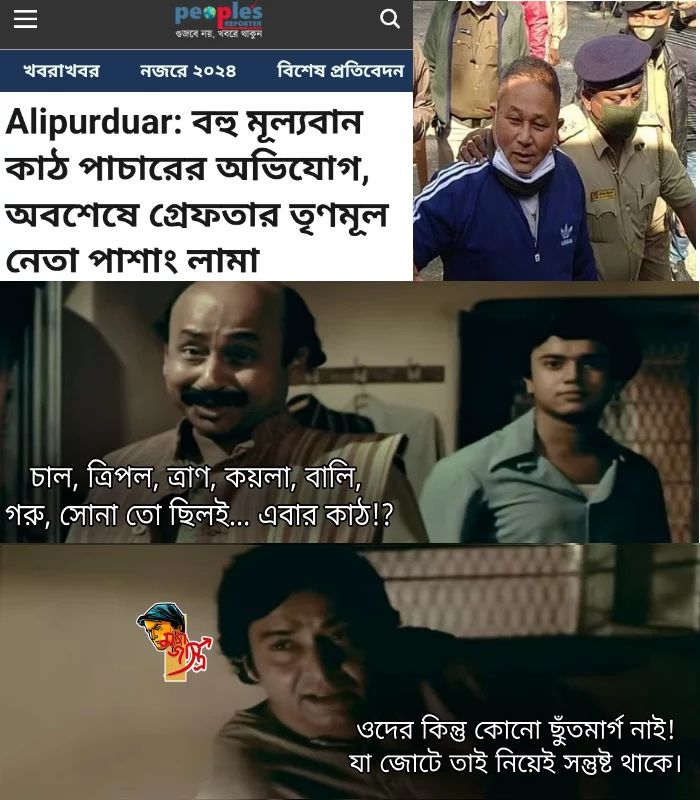 peoples
REPORTER
গুজবে নয়, খবরে থাকুন
খবরাখবর নজরে ২০২৪ বিশেষ প্রতিবেদন
Alipurduar: বহু মূল্যবান
কাঠ পাচারের অভিযোগ,
অবশেষে গ্রেফতার তৃণমূল
নেতা পাশাং লামা
চাল, ত্রিপল, ত্রাণ, কয়লা, বালি,
গরু, সোনা তো ছিলই... এবার কাঠ!?
ওদের কিন্তু কোনো ছুঁতমার্গ নাই!
যা জোটে তাই নিয়েই সন্তুষ্ট থাকে।